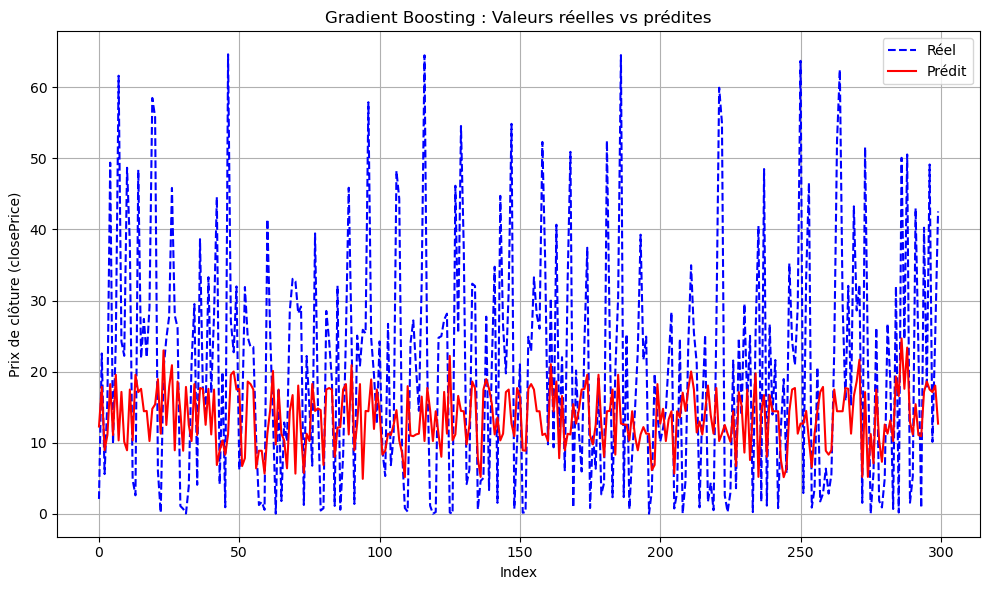 Gradient Boosting : Valeurs réelles vs prédites
Réel
Prédit
Prix de clôture (closePrice)
60
50
40
30
20
10
0
0 50 100 150 200 250 300
Index